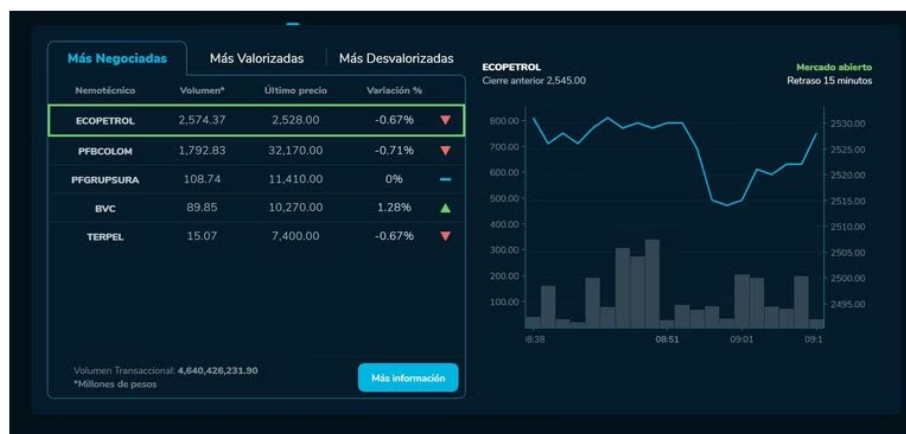 Más Negociadas Más Valorizadas Más Desvalorizadas
Nemotécnico Volumen* Último precio Variación %
ECOPETROL 2,574.37 2,528.00 -0.67%
PFBCOLOM 1,792.83 32,170.00 -0.71%
PFGRUPSURA 108.74 11,410.00 0%
BVC 89.85 10,270.00 1.28%
TERPEL 15.07 7,400.00 -0.67%
Volumen Transaccional: 4,640,426,231.90
*Millones de pesos
Más información
ECOPETROL Mercado abierto
Cierre anterior 2,545.00 Retraso 15 minutos
800.00 2530.00
700.00 2525.00
600.00 2520.00
500.00 2515.00
400.00 2510.00
300.00 2505.00
200.00 2500.00
100.00 2495.00
08:51 09:01 09:1